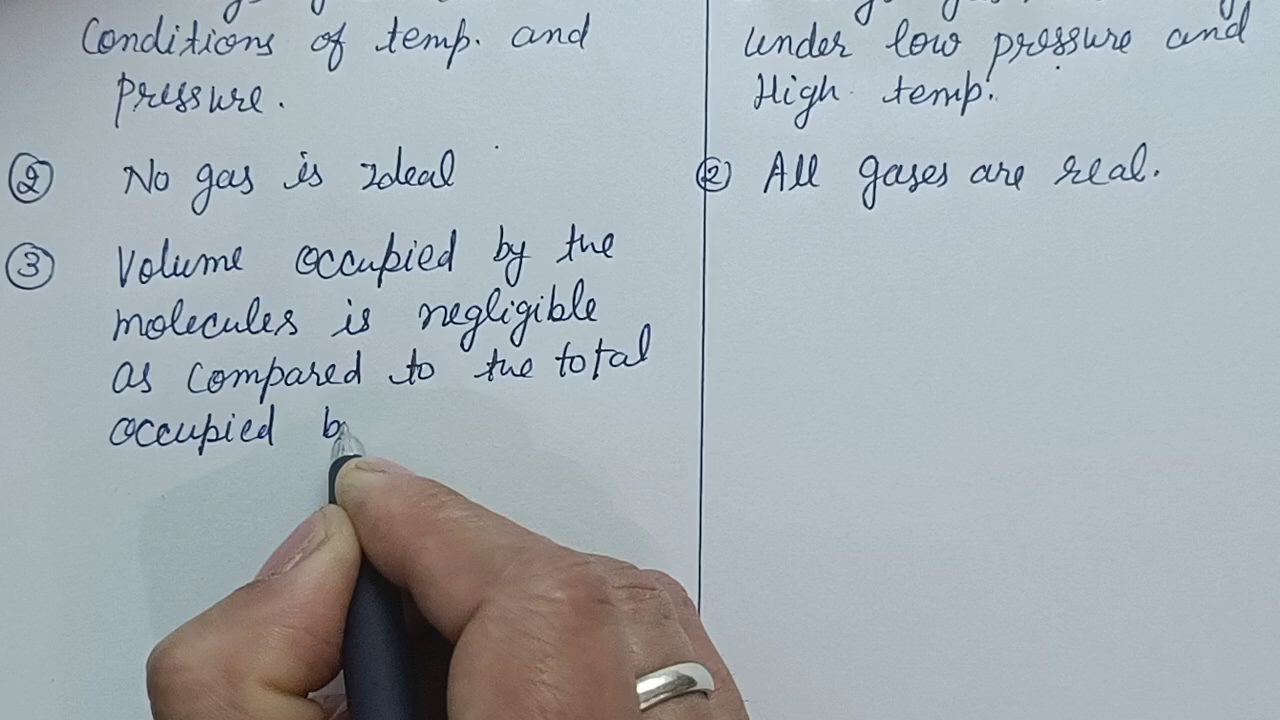 Conditions of temp. and
pressure.
② No gas is Ideal
③ Volume occupied by the
molecules is negligible
as compared to the total
occupied b
under low pressure and
High temp.
② All gases are real.